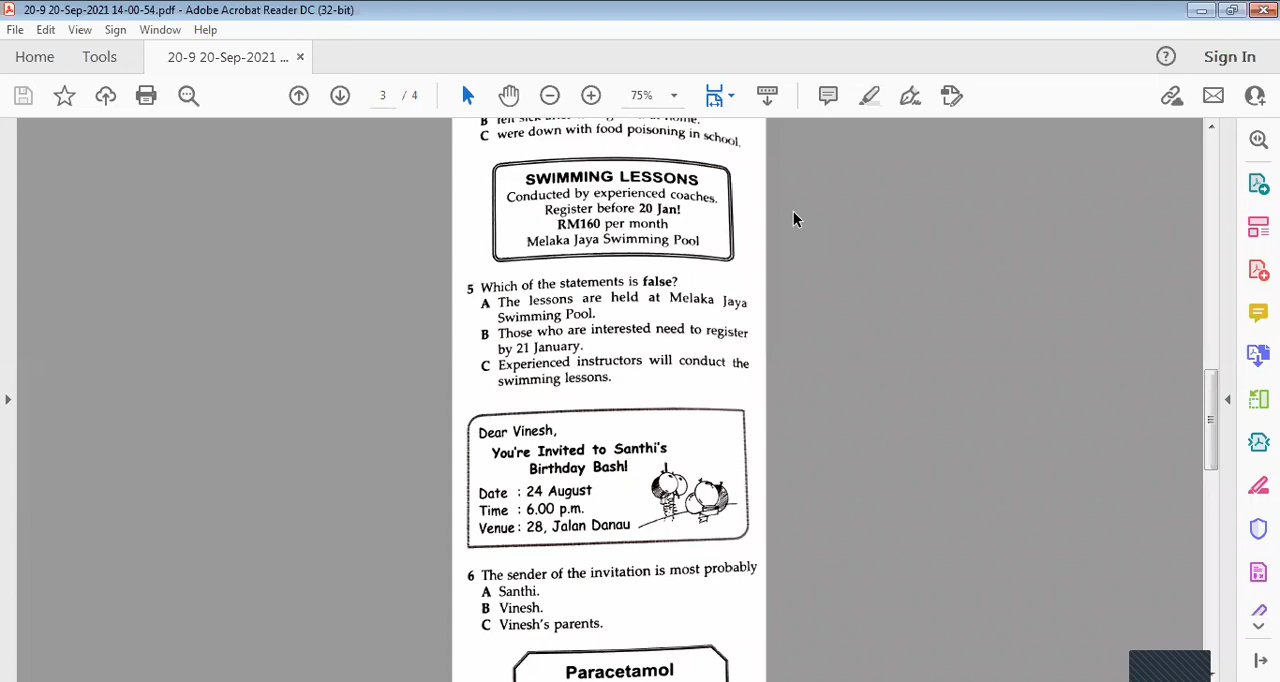 20-9 20-Sep-2021 14-00-54.pdf - Adobe Acrobat Reader DC (32-bit)
File Edit View Sign Window Help
Home Tools 20-9 20-Sep-2021 ... × Sign In
3 / 4 75%
B felt sick after home.
C were down with food poisoning in school.
SWIMMING LESSONS
Conducted by experienced coaches.
Register before 20 Jan!
RM160 per month
Melaka Jaya Swimming Pool
5 Which of the statements is false?
A The lessons are held at Melaka Jaya
Swimming Pool.
B Those who are interested need to register
by 21 January.
C Experienced instructors will conduct the
swimming lessons.
Dear Vinesh,
You're Invited to Santhi's
Birthday Bash!
Date : 24 August
Time : 6.00 p.m.
Venue : 28, Jalan Danau
6 The sender of the invitation is most probably
A Santhi.
B Vinesh.
C Vinesh's parents.
Paracetamol